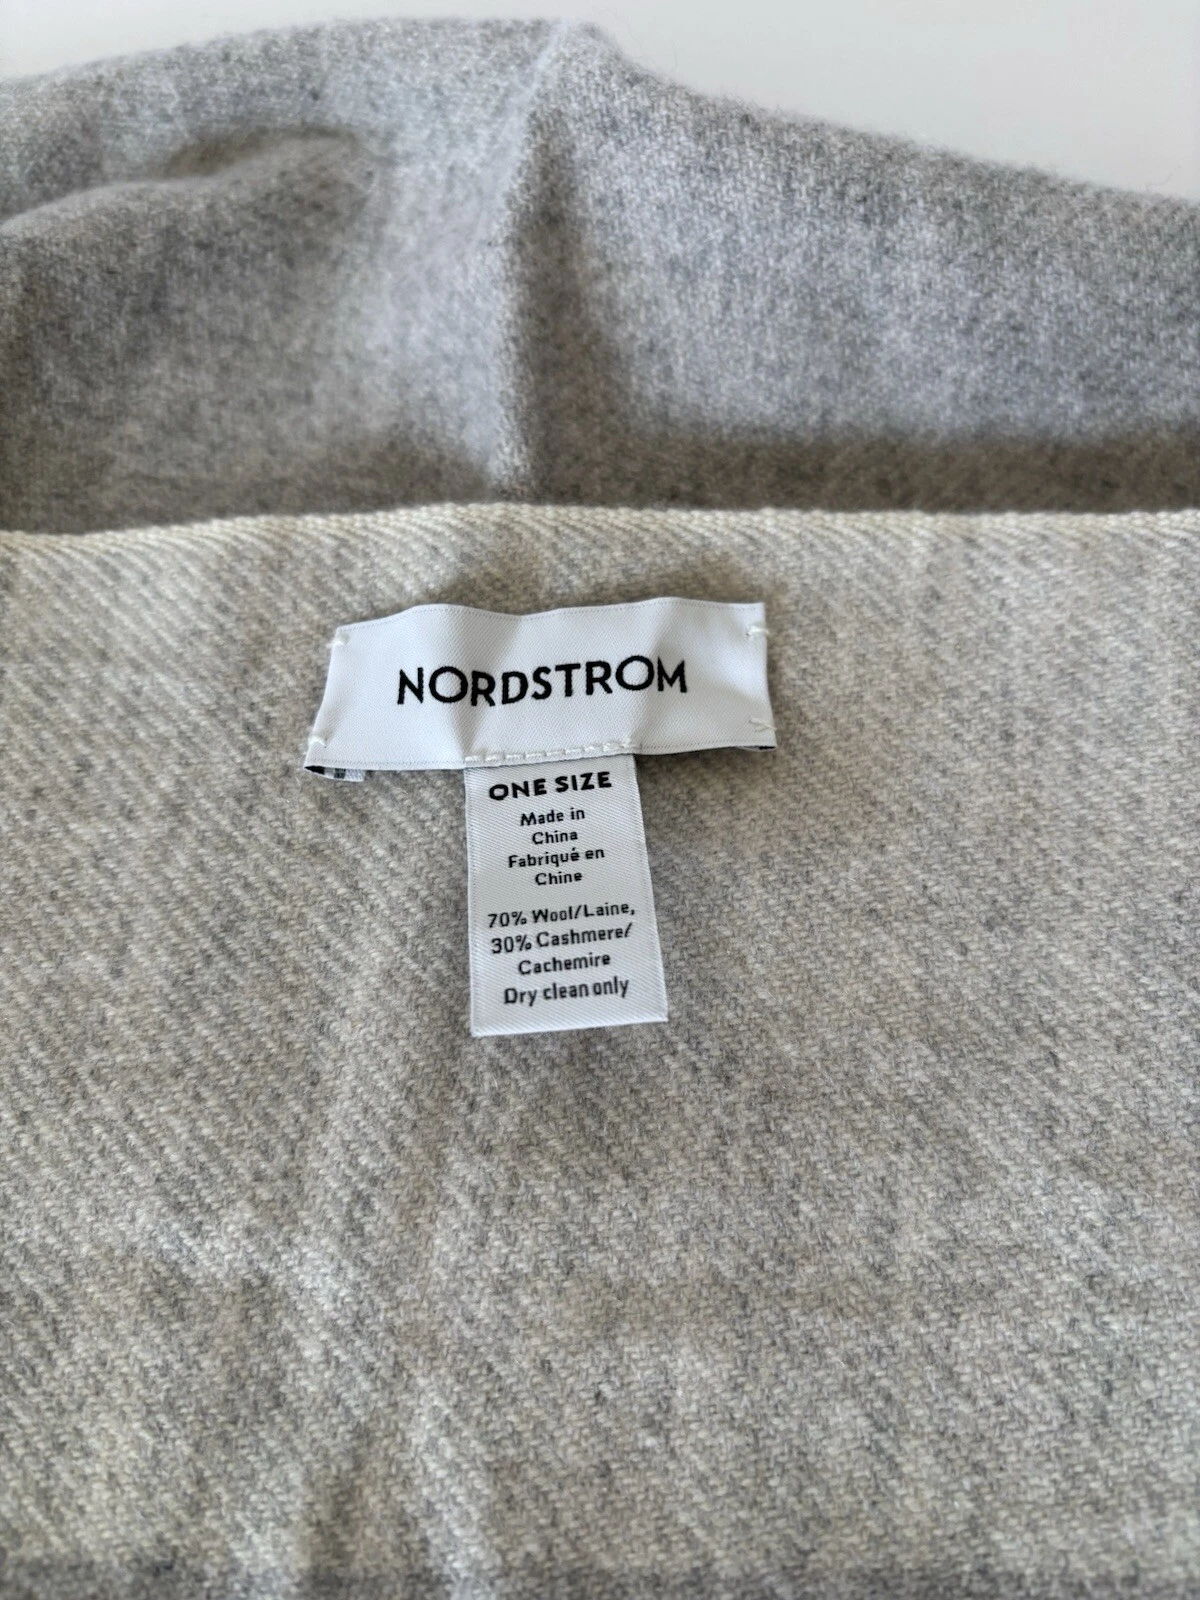 NORDSTROM
ONE SIZE
Made in
China
Fabriqué en
Chine
70% Wool/Laine,
30% Cashmere/
Cachemire
Dry clean only